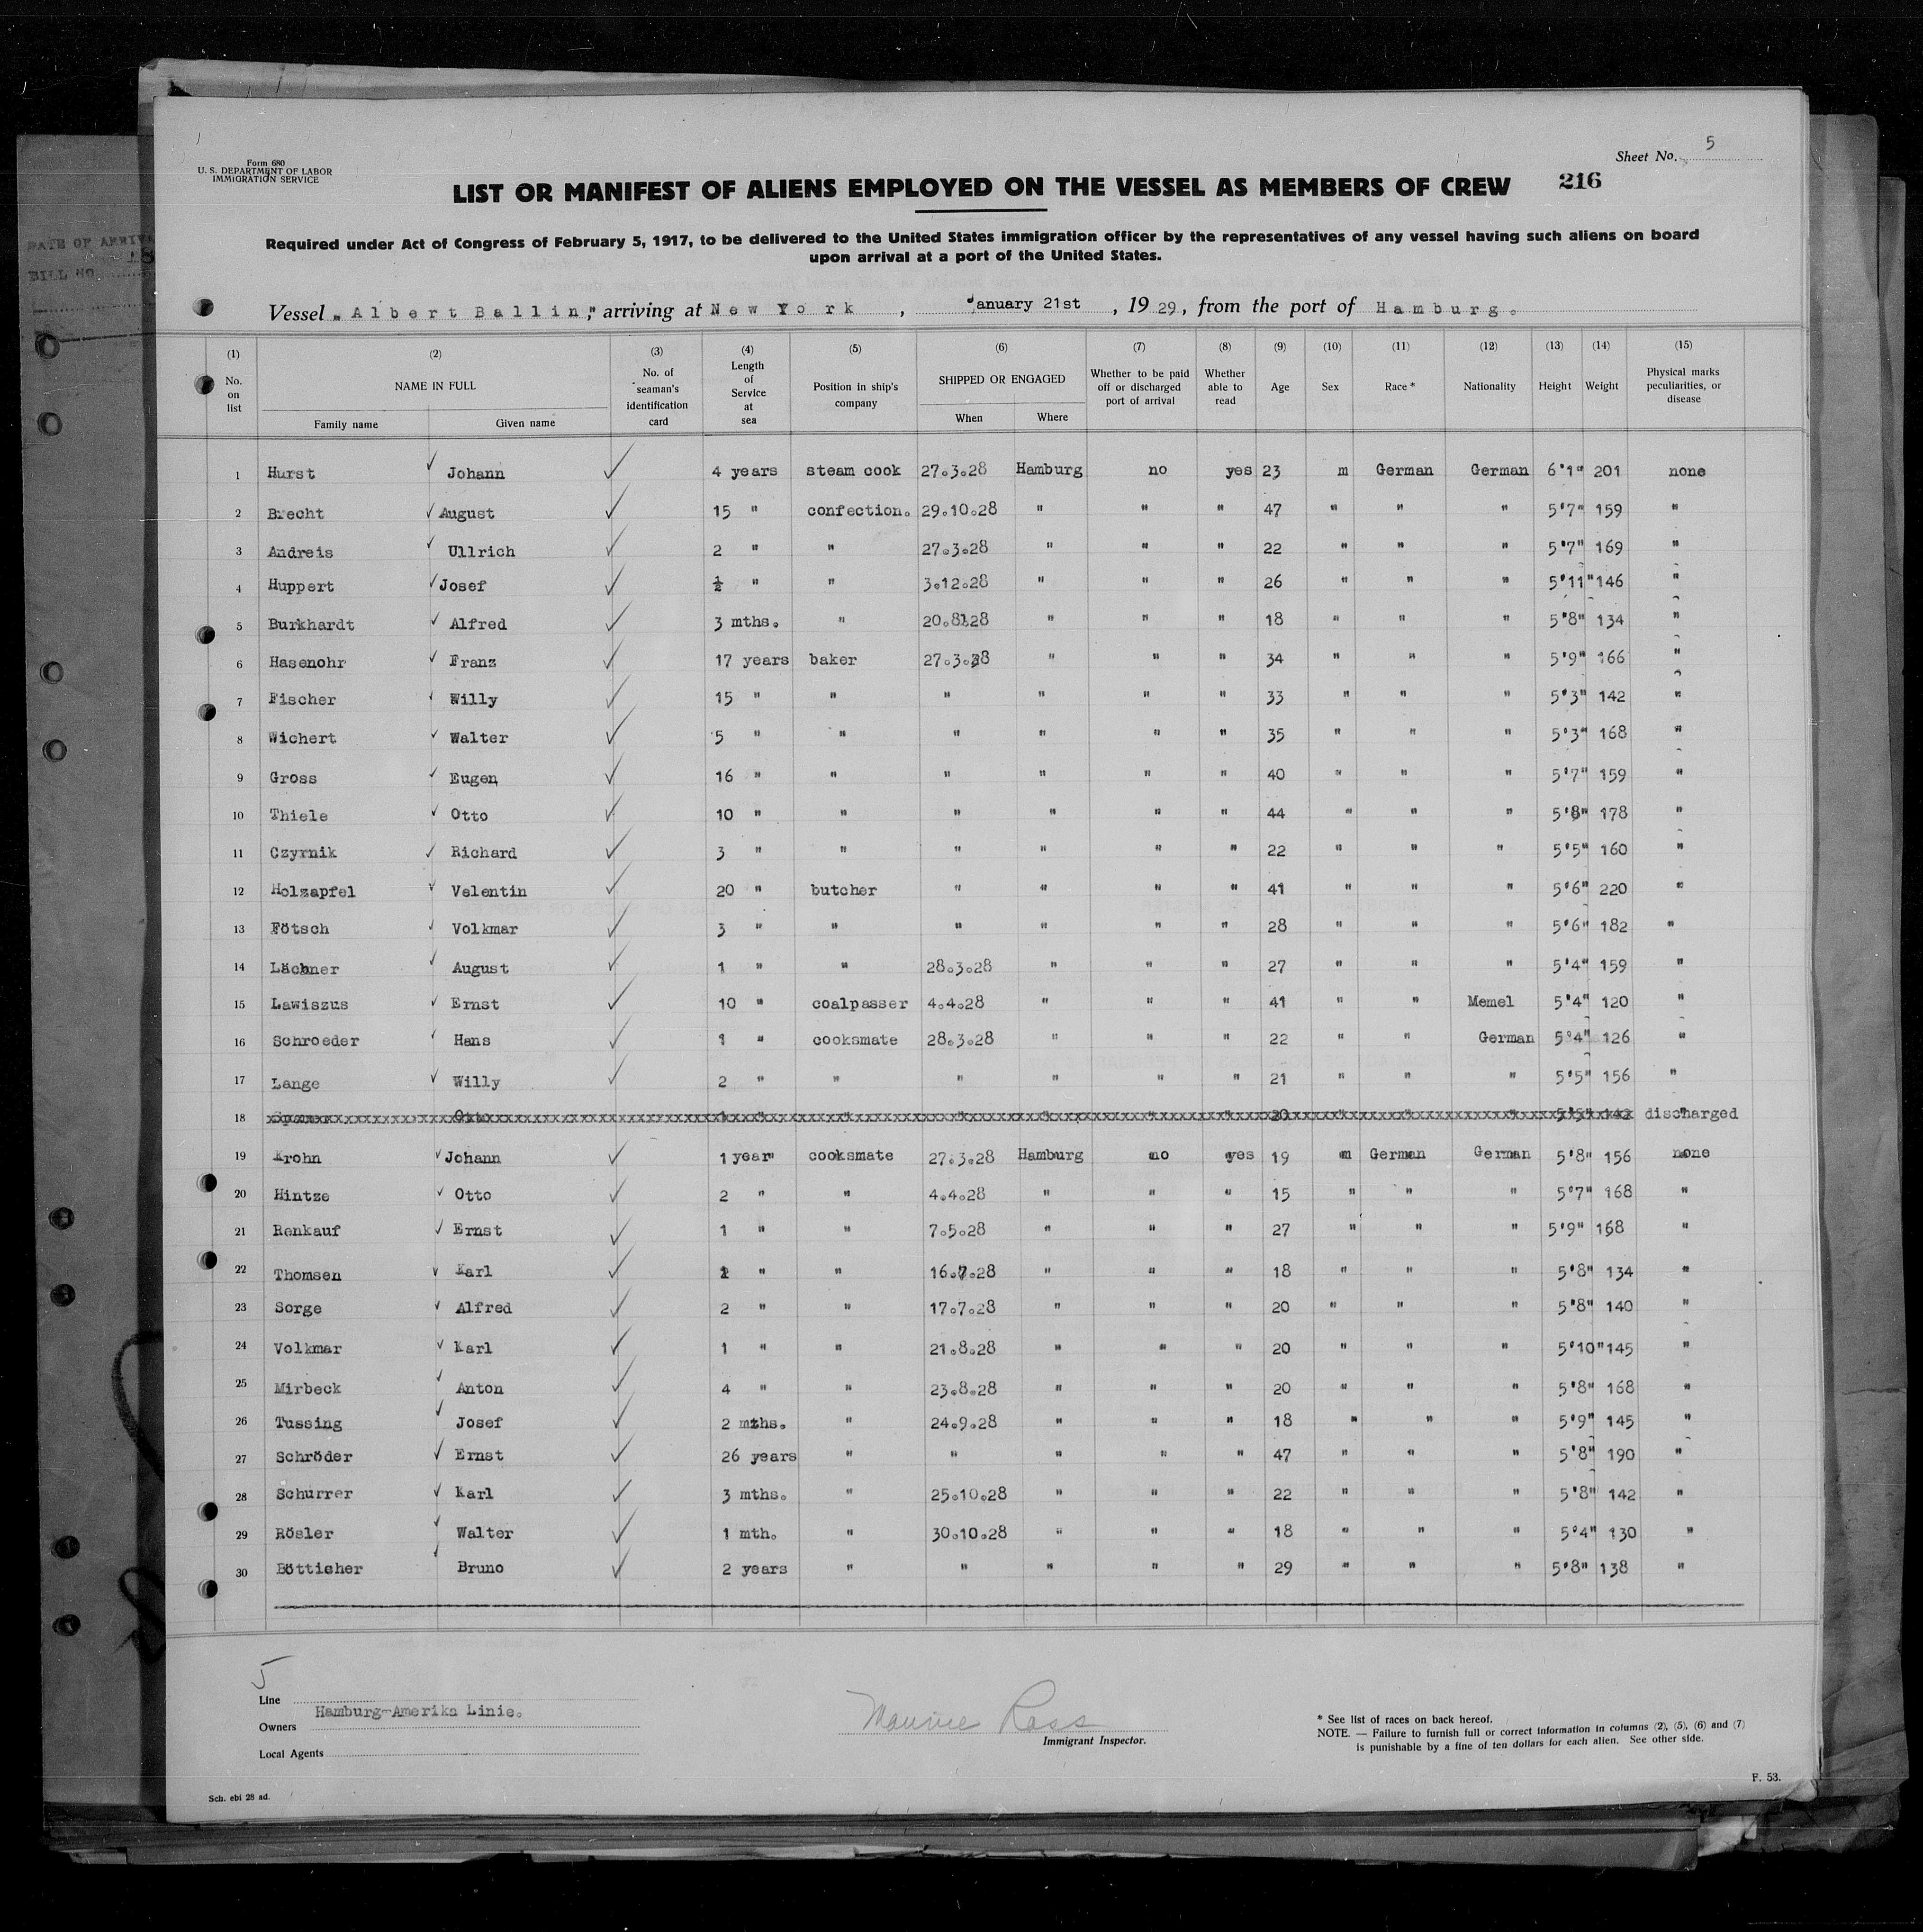 DATE OF ARRIVA
BILL NO.
Form 680
U. S. DEPARTMENT OF LABOR
IMMIGRATION SERVICE
Sheet No. 5
LIST OR MANIFEST OF ALIENS EMPLOYED ON THE VESSEL AS MEMBERS OF CREW 216
Required under Act of Congress of February 5, 1917, to be delivered to the United States immigration officer by the representatives of any vessel having such aliens on board
upon arrival at a port of the United States.
Vessel "Albert Ballin", arriving at New York, January 21st, 1929, from the port of Hamburg.
(1) (2) (3) (4) (5) (6) (7) (8) (9) (10) (11) (12) (13) (14) (15)
No. on list NAME IN FULL Family name Given name No. of seaman's identification card Length of Service at sea Position in ship's company SHIPPED OR ENGAGED When Where Whether to be paid off or discharged port of arrival Whether able to read Age Sex Race * Nationality Height Weight Physical marks peculiarities, or disease
1 Hurst Johann 4 years steam cook 27.3.28 Hamburg no yes 23 m German German 6'1" 201 none
2 Brecht August 15 " confection. 29.10.28 " " " 47 " " " 5'7" 159 "
3 Andreis Ullrich 2 " " 27.3.28 " " " 22 " " " 5'7" 169 "
4 Huppert Josef ½ " " 3.12.28 " " " 26 " " " 5'11" 146 "
5 Burkhardt Alfred 3 mths. " 20.8.28 " " " 18 " " " 5'8" 134 "
6 Hasenohr Franz 17 years baker 27.3.28 " " " 34 " " " 5'9" 166 "
7 Fischer Willy 15 " " " " " " 33 " " " 5'3" 142 "
8 Wichert Walter 5 " " " " " " 35 " " " 5'3" 168 "
9 Gross Eugen 16 " " " " " " 40 " " " 5'7" 159 "
10 Thiele Otto 10 " " " " " " 44 " " " 5'8" 178 "
11 Czyrnik Richard 3 " " " " " " 22 " " " 5'5" 160 "
12 Holzapfel Velentin 20 " butcher " " " " 41 " " " 5'6" 220 "
13 Fötsch Volkmar 3 " " " " " " 28 " " " 5'6" 182 "
14 Lächner August 1 " " 28.3.28 " " " 27 " " " 5'4" 159 "
15 Lawiszus Ernst 10 " coalpasser 4.4.28 " " " 41 " " Memel 5'4" 120 "
16 Schroeder Hans 1 " cooksmate 28.3.28 " " " 22 " " German 5'4" 126 "
17 Lange Willy 2 " " " " " " 21 " " " 5'5" 156 "
18 Otto 1 " " " " " " 20 " " " 5'5" 142 " discharged
19 Krohn Johann 1 year" cooksmate 27.3.28 Hamburg no yes 19 m German German 5'8" 156 none
20 Hintze Otto 2 " " 4.4.28 " " " 15 " " " 5'7" 168 "
21 Renkauf Ernst 1 " " 7.5.28 " " " 27 " " " 5'9" 168 "
22 Thomsen Karl 1 " " 16.7.28 " " " 18 " " " 5'8" 134 "
23 Sorge Alfred 2 " " 17.7.28 " " " 20 " " " 5'8" 140 "
24 Volkmar Karl 1 " " 21.8.28 " " " 20 " " " 5'10" 145 "
25 Mirbeck Anton 4 " " 23.8.28 " " " 20 " " " 5'8" 168 "
26 Tussing Josef 2 mths. " 24.9.28 " " " 18 " " " 5'9" 145 "
27 Schröder Ernst 26 years " " " " " 47 " " " 5'8" 190 "
28 Schurrer Karl 3 mths. " 25.10.28 " " " 22 " " " 5'8" 142 "
29 Rösler Walter 1 mth. " 30.10.28 " " " 18 " " " 5'4" 130 "
30 Bötticher Bruno 2 years " " " " " 29 " " " 5'8" 138 "
5
Line
Hamburg-Amerika Linie.
Owners
Local Agents
Maurice Ross
Immigrant Inspector.
* See list of races on back hereof.
NOTE. — Failure to furnish full or correct information in columns (2), (5), (6) and (7)
is punishable by a fine of ten dollars for each alien. See other side.
F. 53.
Sch. ebi 28 ad.